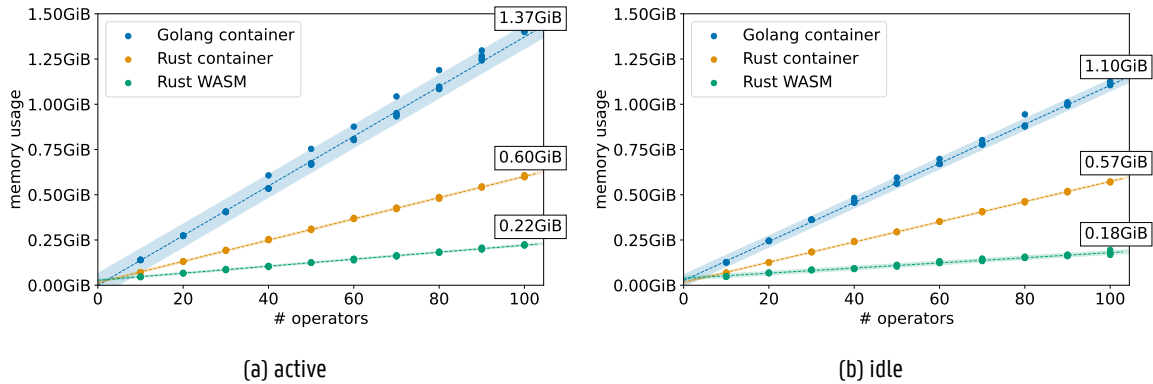 1.50GiB
1.25GiB
1.00GiB
0.75GiB
0.50GiB
0.25GiB
0.00GiB
memory usage
Golang container
Rust container
Rust WASM
1.37GiB
0.60GiB
0.22GiB
0 20 40 60 80 100
# operators
(a) active
1.50GiB
1.25GiB
1.00GiB
0.75GiB
0.50GiB
0.25GiB
0.00GiB
memory usage
Golang container
Rust container
Rust WASM
1.10GiB
0.57GiB
0.18GiB
0 20 40 60 80 100
# operators
(b) idle